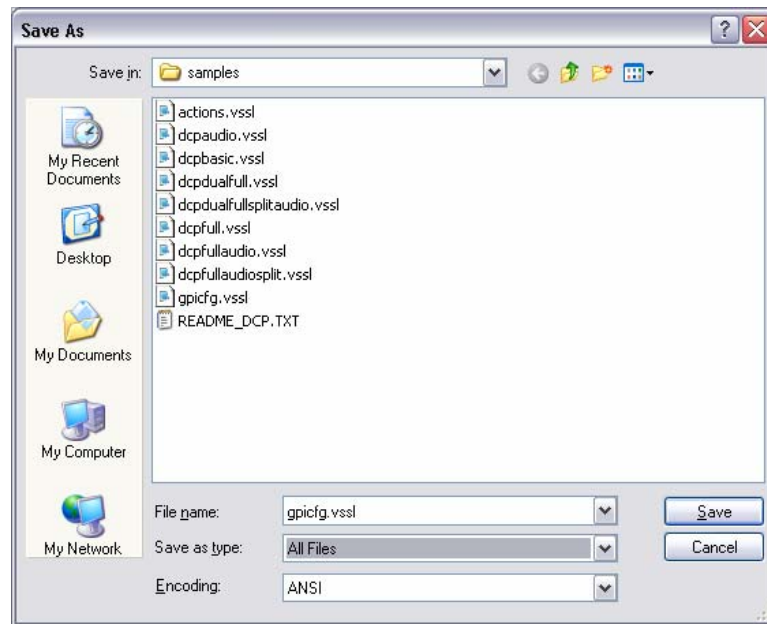 Save As
Save in:
samples
My Recent
Documents
Desktop
My Documents
My Computer
My Network
actions.vssl
dcpaudio.vssl
dcpbasic.vssl
dcpdualfull.vssl
dcpdualfullsplitaudio.vssl
dcpfull.vssl
dcpfullaudio.vssl
dcpfullaudiosplit.vssl
gpicfg.vssl
README_DCP.TXT
File name:
gpicfg.vssl
Save
Save as type:
All Files
Cancel
Encoding:
ANSI